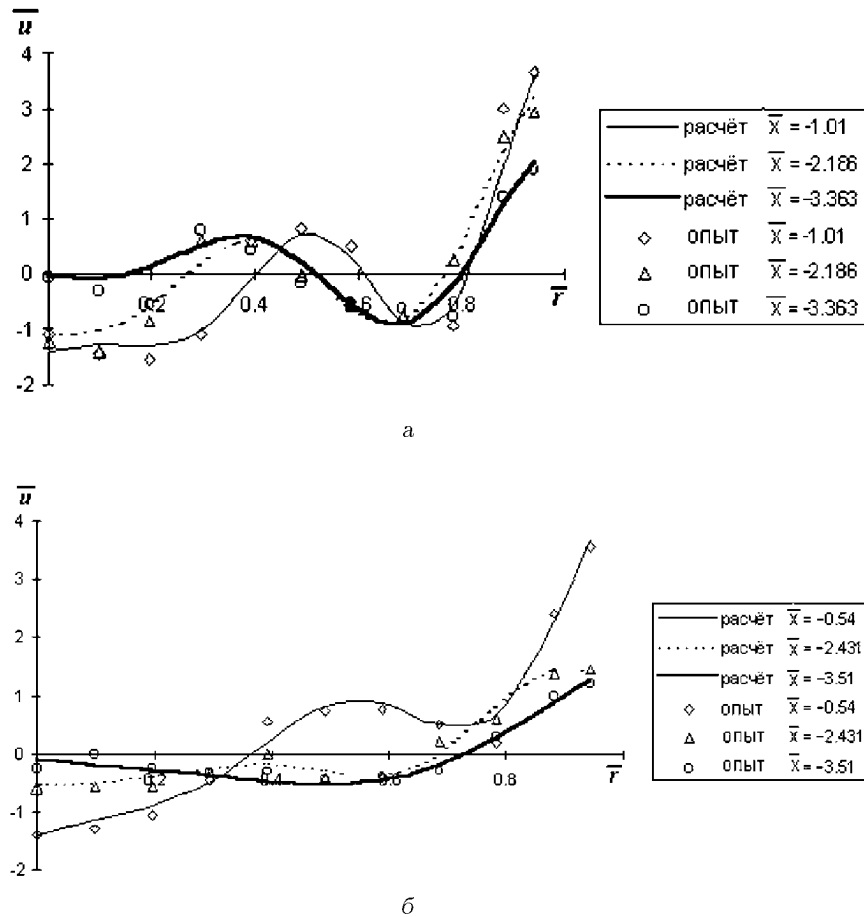 u
4
3
2
1
0
-1
-2
0.2
0.4
0.6
0.8
r
расчёт x = -1.01
расчёт x = -2.186
расчёт x = -3.363
опыт x = -1.01
опыт x = -2.186
опыт x = -3.363
а
u
4
3
2
1
0
-1
-2
0.2
0.4
0.6
0.8
r
расчёт x = -0.54
расчёт x = -2.431
расчёт x = -3.51
опыт x = -0.54
опыт x = -2.431
опыт x = -3.51
б